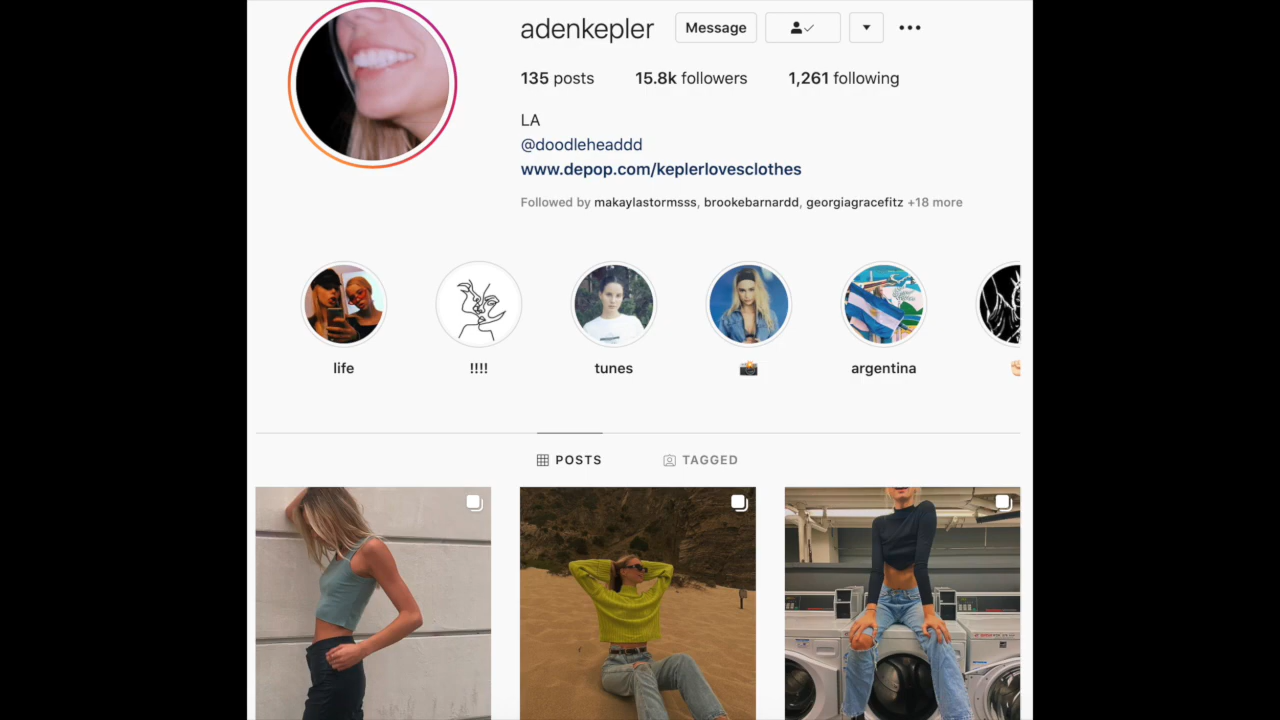 adenkepler Message
135 posts 15.8k followers 1,261 following
LA
@doodleheaddd
www.depop.com/keplerlovesclothes
Followed by makaylastormsss, brookebarnardd, georgiagracefitz +18 more
life !!!! tunes 📸 argentina
POSTS TAGGED